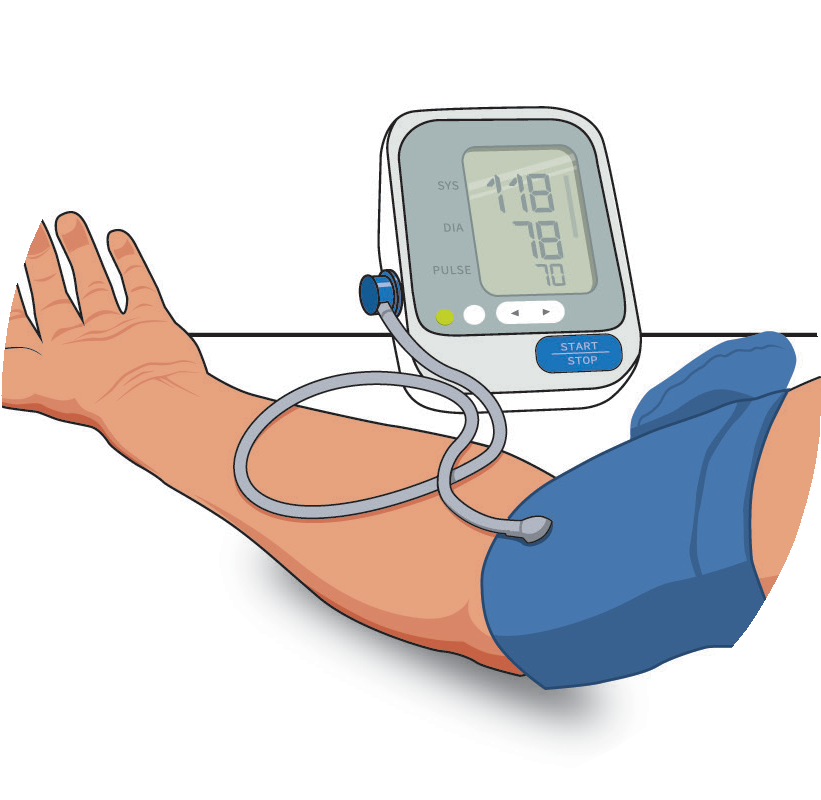 SYS 118
DIA 78
PULSE 70
START
STOP